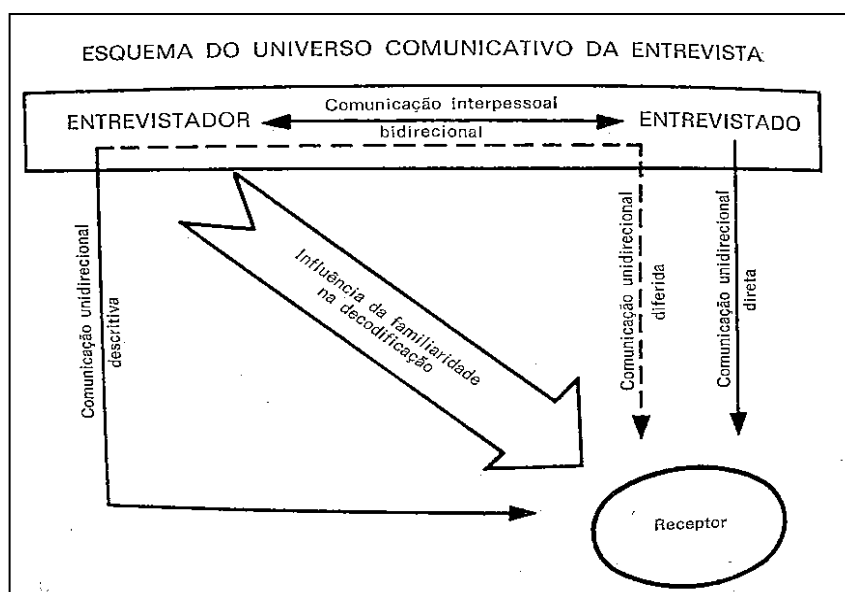 ESQUEMA DO UNIVERSO COMUNICATIVO DA ENTREVISTA
ENTREVISTADOR
Comunicação interpessoal
bidirecional
ENTREVISTADO
Comunicação unidirecional
descritiva
Influência da familiaridade
na decodificação
Comunicação unidirecional
diferida
Comunicação unidirecional
direta
Receptor